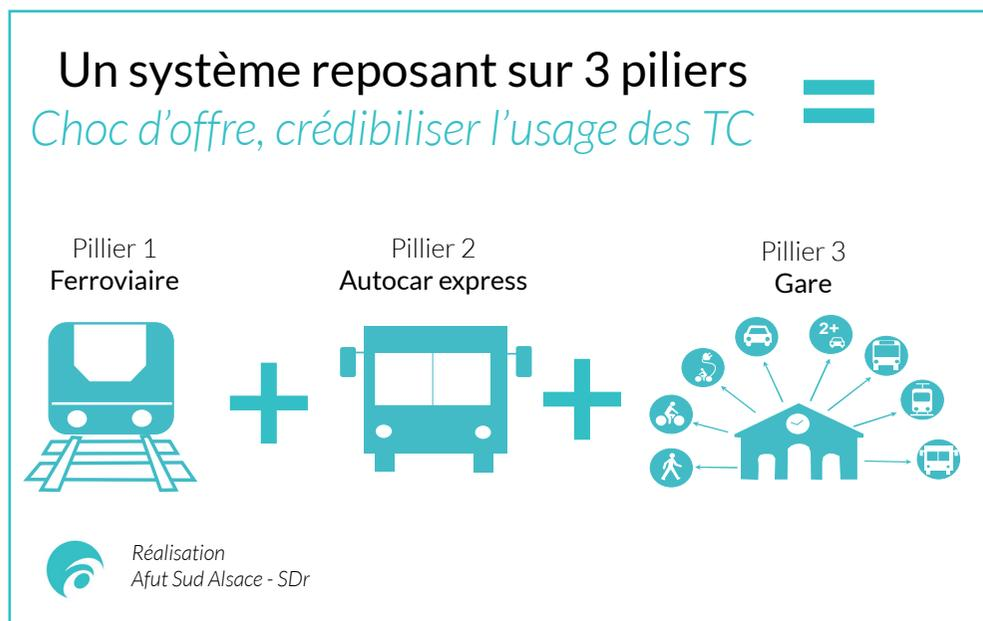 Un système reposant sur 3 piliers
Choc d'offre, crédibiliser l'usage des TC
Pillier 1
Ferroviaire
Pillier 2
Autocar express
Pillier 3
Gare
2+
Réalisation
Afut Sud Alsace - SDr